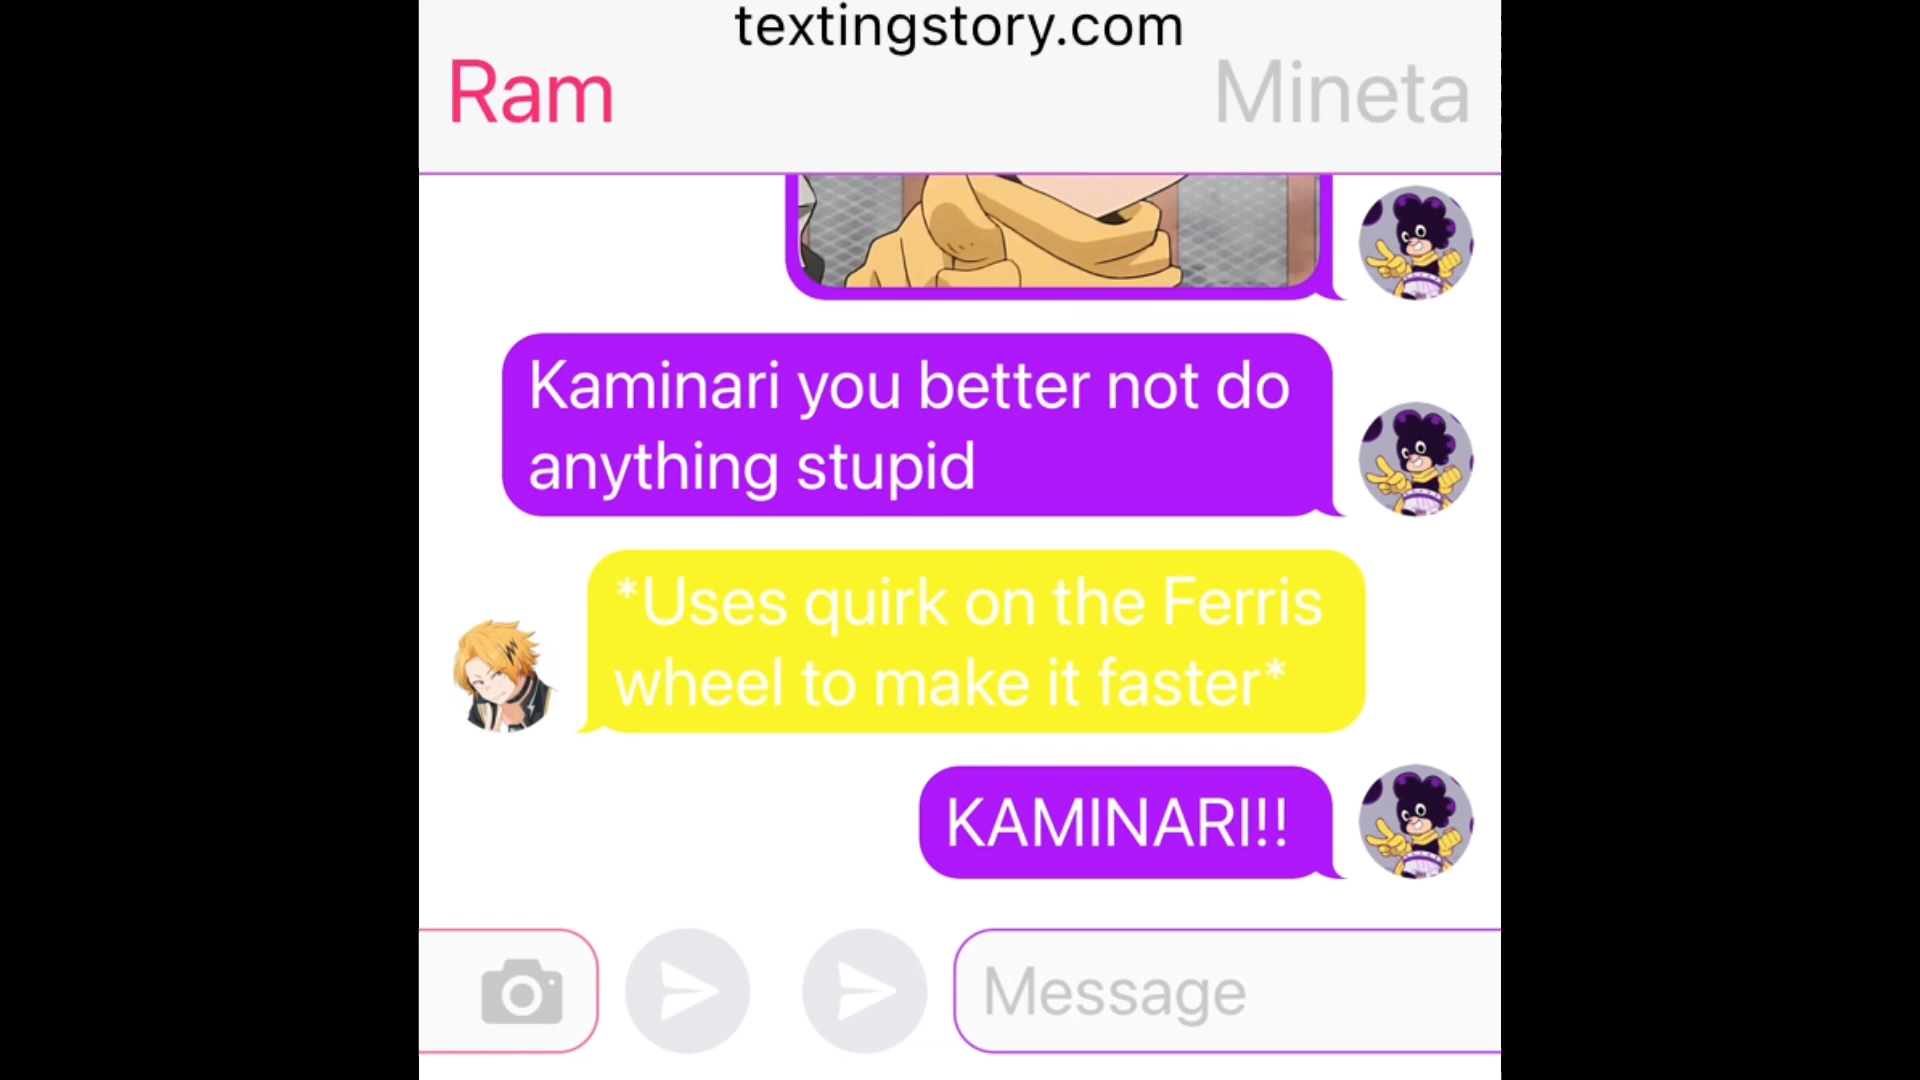 textingstory.com
Ram
Mineta
Kaminari you better not do
anything stupid
*Uses quirk on the Ferris
wheel to make it faster*
KAMINARI!!
Message